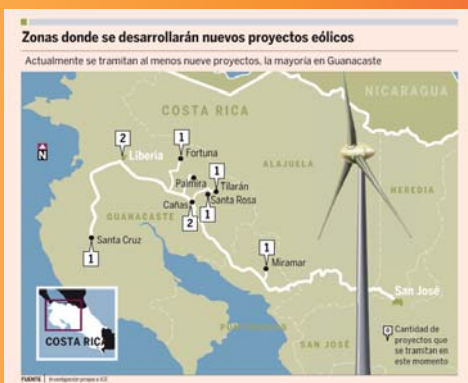 Zonas donde se desarrollarán nuevos proyectos eólicos
Actualmente se tramitan al menos nueve proyectos, la mayoría en Guanacaste
NICARAGUA
COSTA RICA
N
2
Liberia
1
Fortuna
ALAJUELA
Palmira
1
Tilarán
HEREDIA
Santa Rosa
1
Cañas
2
GUANACASTE
Santa Cruz
1
1
Miramar
San José
COSTA RICA
SAN JOSÉ
Cantidad de
proyectos que
se tramitan en
este momento
FUENTE